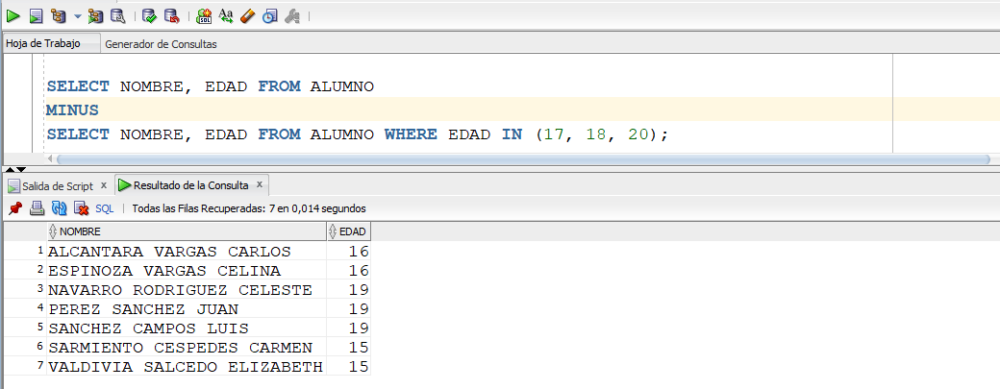 SQL
Aa
Hoja de Trabajo Generador de Consultas
SELECT NOMBRE, EDAD FROM ALUMNO
MINUS
SELECT NOMBRE, EDAD FROM ALUMNO WHERE EDAD IN (17, 18, 20);
Salida de Script x Resultado de la Consulta x
SQL | Todas las Filas Recuperadas: 7 en 0,014 segundos
NOMBRE EDAD
1 ALCANTARA VARGAS CARLOS 16
2 ESPINOZA VARGAS CELINA 16
3 NAVARRO RODRIGUEZ CELESTE 19
4 PEREZ SANCHEZ JUAN 19
5 SANCHEZ CAMPOS LUIS 19
6 SARMIENTO CESPEDES CARMEN 15
7 VALDIVIA SALCEDO ELIZABETH 15